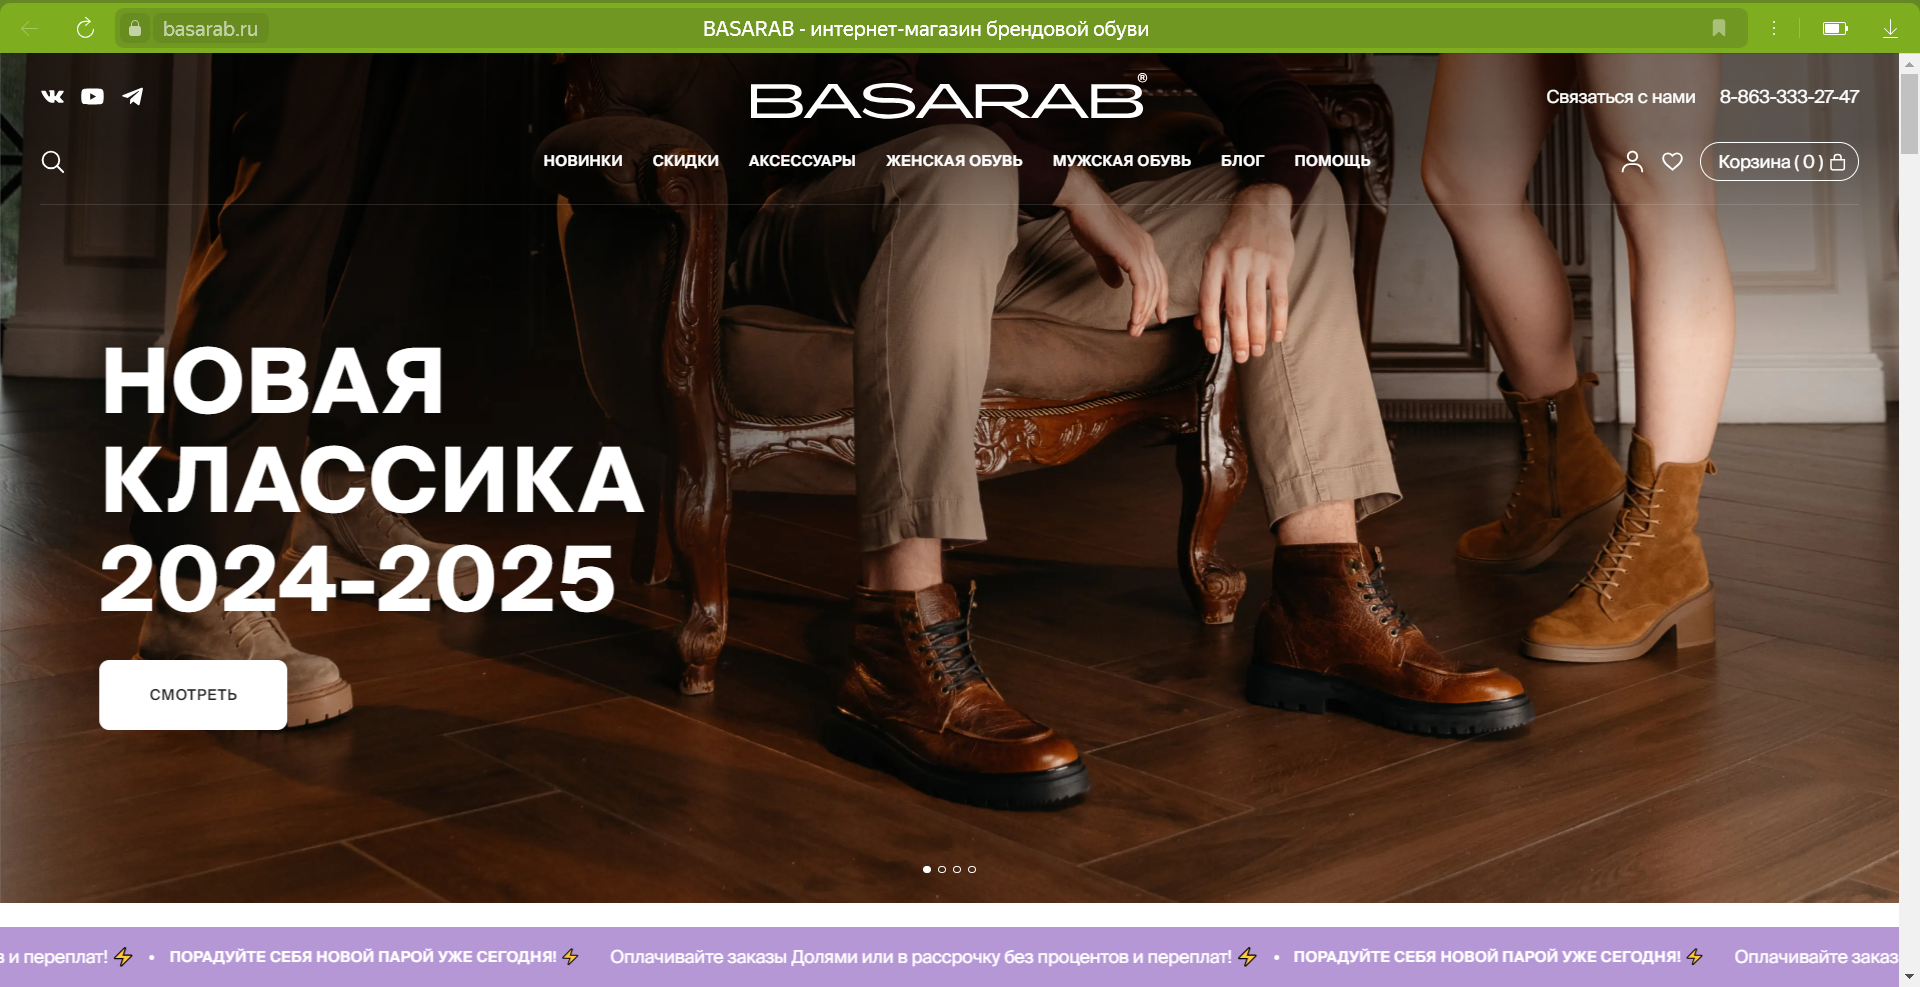 basarab.ru
BASARAB - интернет-магазин брендовой обуви
BASARAB®
Связаться с нами 8-863-333-27-47
НОВИНКИ СКИДКИ АКСЕССУАРЫ ЖЕНСКАЯ ОБУВЬ МУЖСКАЯ ОБУВЬ БЛОГ ПОМОЩЬ
Корзина ( 0 )
НОВАЯ
КЛАССИКА
2024-2025
СМОТРЕТЬ
и переплат! ⚡ • ПОРАДУЙТЕ СЕБЯ НОВОЙ ПАРОЙ УЖЕ СЕГОДНЯ! ⚡ Оплачивайте заказы Долями или в рассрочку без процентов и переплат! ⚡ • ПОРАДУЙТЕ СЕБЯ НОВОЙ ПАРОЙ УЖЕ СЕГОДНЯ! ⚡ Оплачивайте заказ